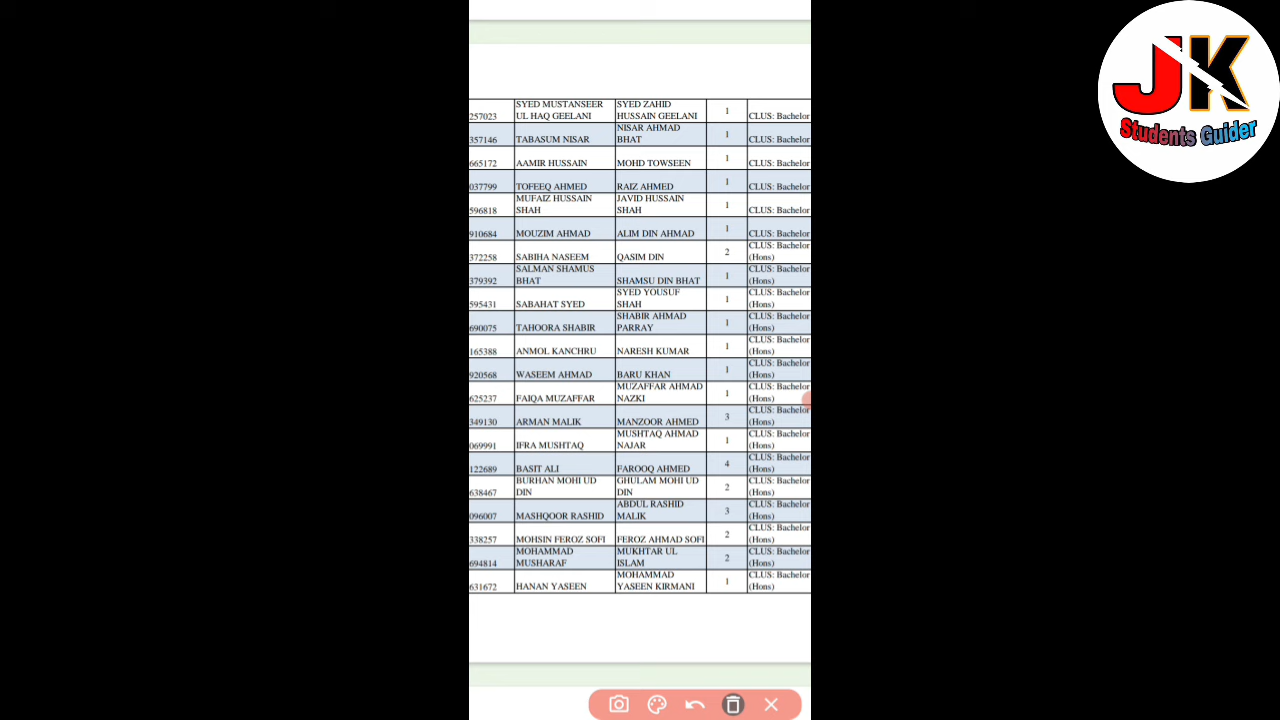 JK
Students Guider
SYED MUSTANSEER SYED ZAHID
257023 UL HAQ GEELANI HUSSAIN GEELANI 1 CLUS: Bachelor
NISAR AHMAD
357146 TABASUM NISAR BHAT 1 CLUS: Bachelor
665172 AAMIR HUSSAIN MOHD TOWSEEN 1 CLUS: Bachelor
037799 TOFEEQ AHMED RAIZ AHMED 1 CLUS: Bachelor
MUFAIZ HUSSAIN JAVID HUSSAIN
596818 SHAH SHAH 1 CLUS: Bachelor
910684 MOUZIM AHMAD ALIM DIN AHMAD 1 CLUS: Bachelor
CLUS: Bachelor
372258 SABIHA NASEEM QASIM DIN 2 (Hons)
SALMAN SHAMUS CLUS: Bachelor
379392 BHAT SHAMSU DIN BHAT 1 (Hons)
SYED YOUSUF CLUS: Bachelor
595431 SABAHAT SYED SHAH 1 (Hons)
SHABIR AHMAD CLUS: Bachelor
690075 TAHOORA SHABIR PARRAY 1 (Hons)
CLUS: Bachelor
165388 ANMOL KANCHRU NARESH KUMAR 1 (Hons)
CLUS: Bachelor
920568 WASEEM AHMAD BARU KHAN 1 (Hons)
MUZAFFAR AHMAD CLUS: Bachelor
625237 FAIQA MUZAFFAR NAZKI 1 (Hons)
CLUS: Bachelor
349130 ARMAN MALIK MANZOOR AHMED 3 (Hons)
MUSHTAQ AHMAD CLUS: Bachelor
069991 IFRA MUSHTAQ NAJAR 1 (Hons)
CLUS: Bachelor
122689 BASIT ALI FAROOQ AHMED 4 (Hons)
BURHAN MOHI UD GHULAM MOHI UD CLUS: Bachelor
638467 DIN DIN 2 (Hons)
ABDUL RASHID CLUS: Bachelor
096007 MASHQOOR RASHID MALIK 3 (Hons)
CLUS: Bachelor
338257 MOHSIN FEROZ SOFI FEROZ AHMAD SOFI 2 (Hons)
MOHAMMAD MUKHTAR UL CLUS: Bachelor
694814 MUSHARAF ISLAM 2 (Hons)
MOHAMMAD CLUS: Bachelor
631672 HANAN YASEEN YASEEN KIRMANI 1 (Hons)